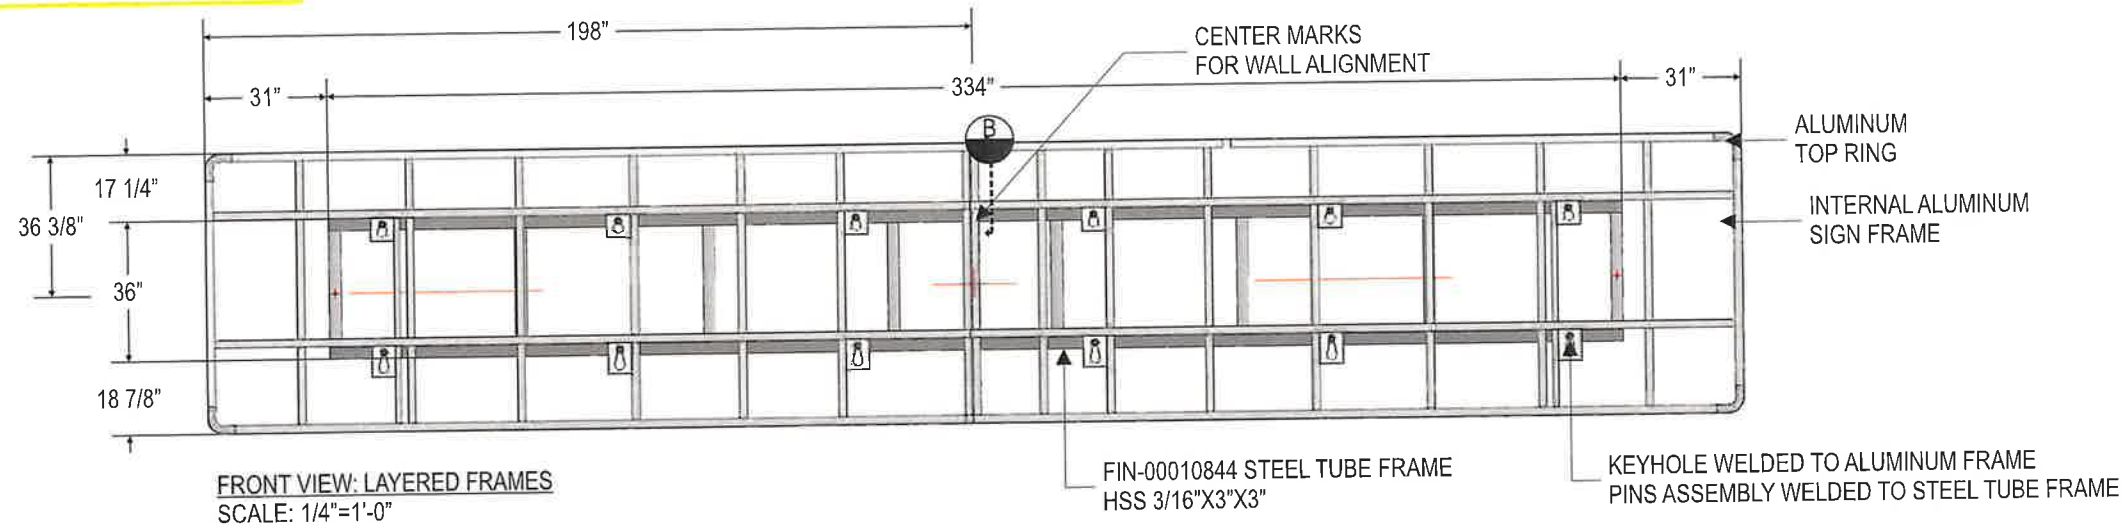 198"
CENTER MARKS
FOR WALL ALIGNMENT
31"
334"
31"
B
ALUMINUM
TOP RING
17 1/4"
36 3/8"
INTERNAL ALUMINUM
SIGN FRAME
36"
18 7/8"
FRONT VIEW: LAYERED FRAMES
SCALE: 1/4"=1'-0"
FIN-00010844 STEEL TUBE FRAME
HSS 3/16"X3"X3"
KEYHOLE WELDED TO ALUMINUM FRAME
PINS ASSEMBLY WELDED TO STEEL TUBE FRAME